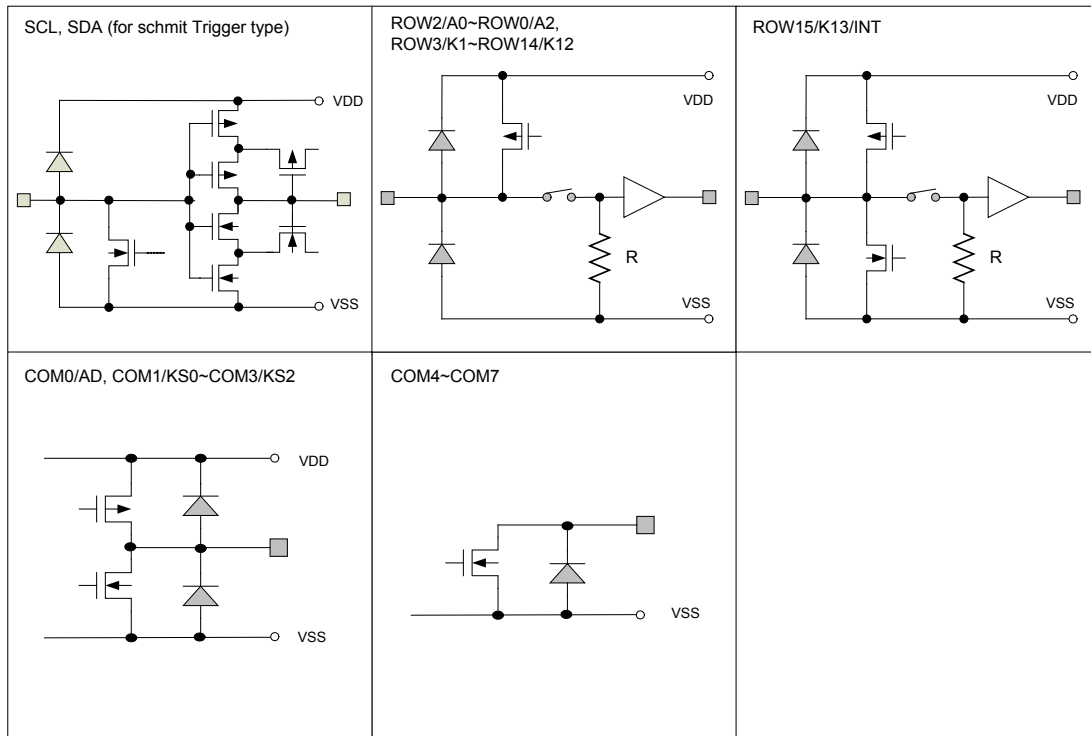 SCL, SDA (for schmit Trigger type)
VDD
VSS
ROW2/A0~ROW0/A2,
ROW3/K1~ROW14/K12
VDD
R
VSS
ROW15/K13/INT
VDD
R
VSS
COM0/AD, COM1/KS0~COM3/KS2
VDD
VSS
COM4~COM7
VSS